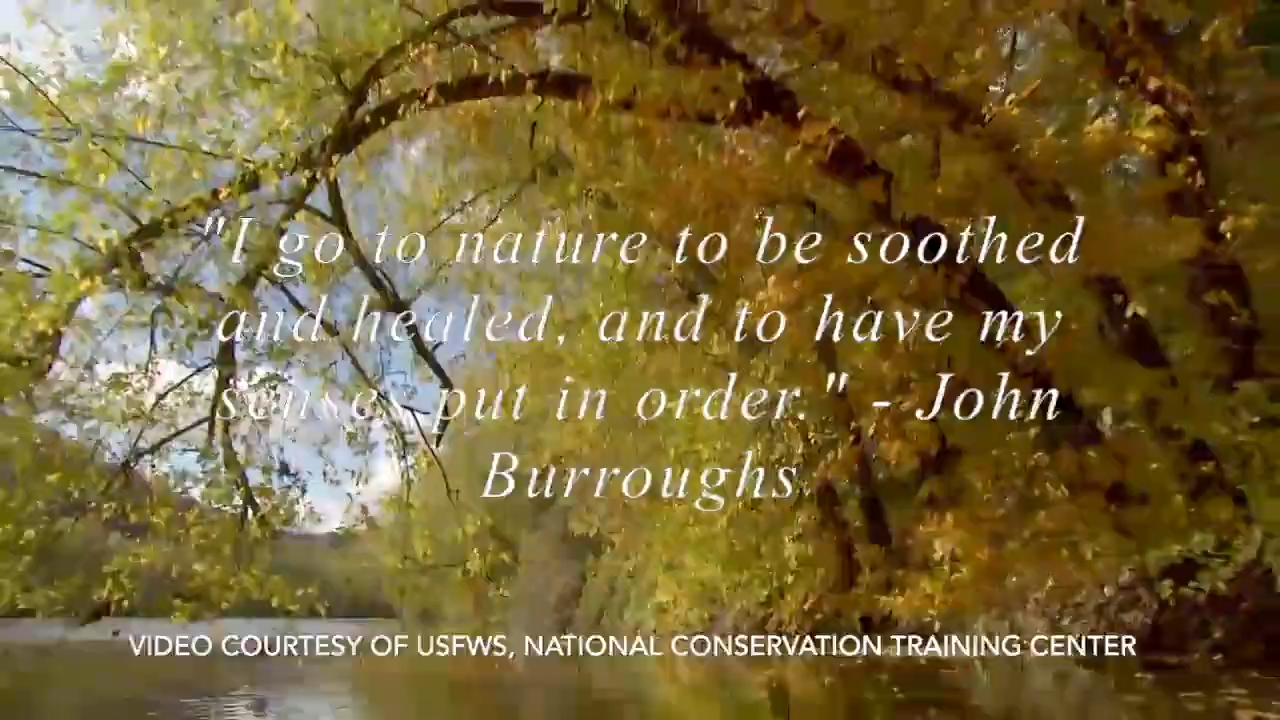 "I go to nature to be soothed
and healed, and to have my
senses put in order." - John
Burroughs
VIDEO COURTESY OF USFWS, NATIONAL CONSERVATION TRAINING CENTER